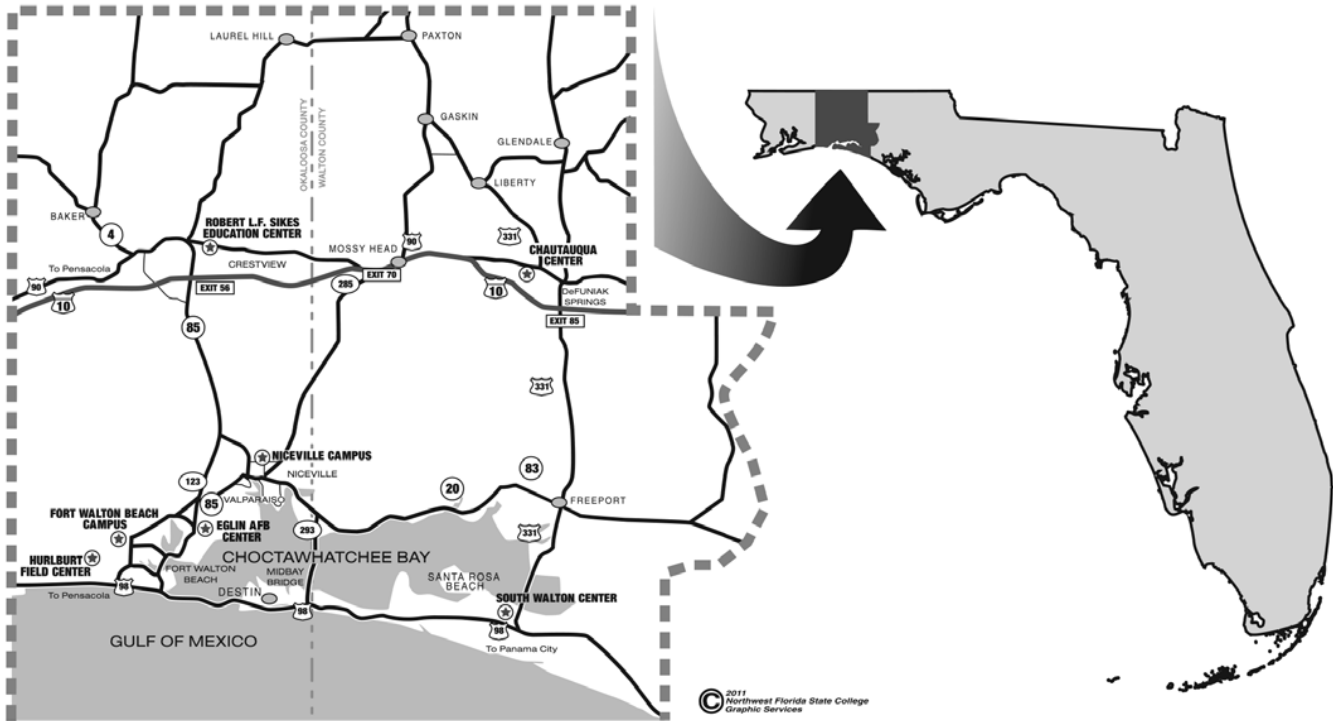 LAUREL HILL
PAXTON
GASKIN
GLENDALE
OKALOOSA COUNTY
WALTON COUNTY
LIBERTY
BAKER
4
ROBERT L.F. SIKES
EDUCATION CENTER
MOSSY HEAD
90
331
CHAUTAUQUA
CENTER
To Pensacola
CRESTVIEW
EXIT 70
90
10
EXIT 56
285
10
DeFUNIAK
SPRINGS
EXIT 85
85
331
NICEVILLE CAMPUS
NICEVILLE
83
123
20
85
VALPARAISO
FREEPORT
FORT WALTON BEACH
CAMPUS
EGLIN AFB
CENTER
293
331
HURLBURT
FIELD CENTER
CHOCTAWHATCHEE BAY
FORT WALTON
BEACH
MIDBAY
BRIDGE
SANTA ROSA
BEACH
98
To Pensacola
DESTIN
98
SOUTH WALTON CENTER
98
GULF OF MEXICO
To Panama City
© 2011
Northwest Florida State College
Graphic Services